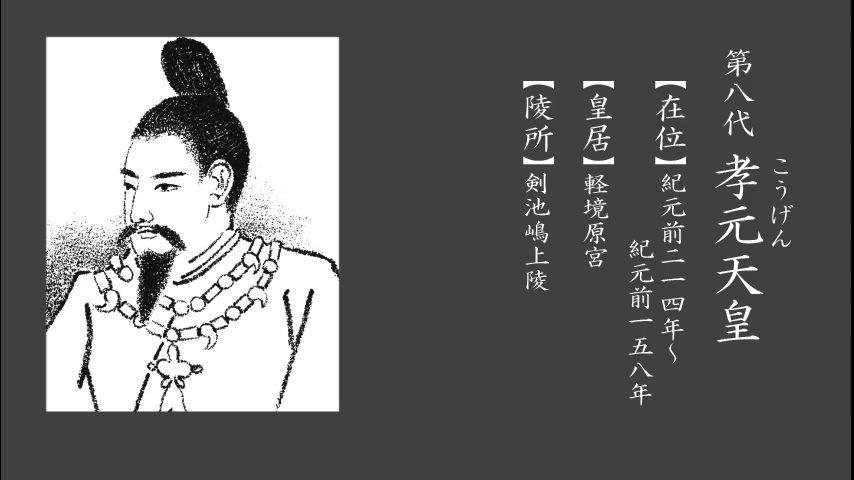 第八代 孝元天皇
こうげん
【在位】紀元前二一四年～
紀元前一五八年
【皇居】軽境原宮
【陵所】剣池嶋上陵